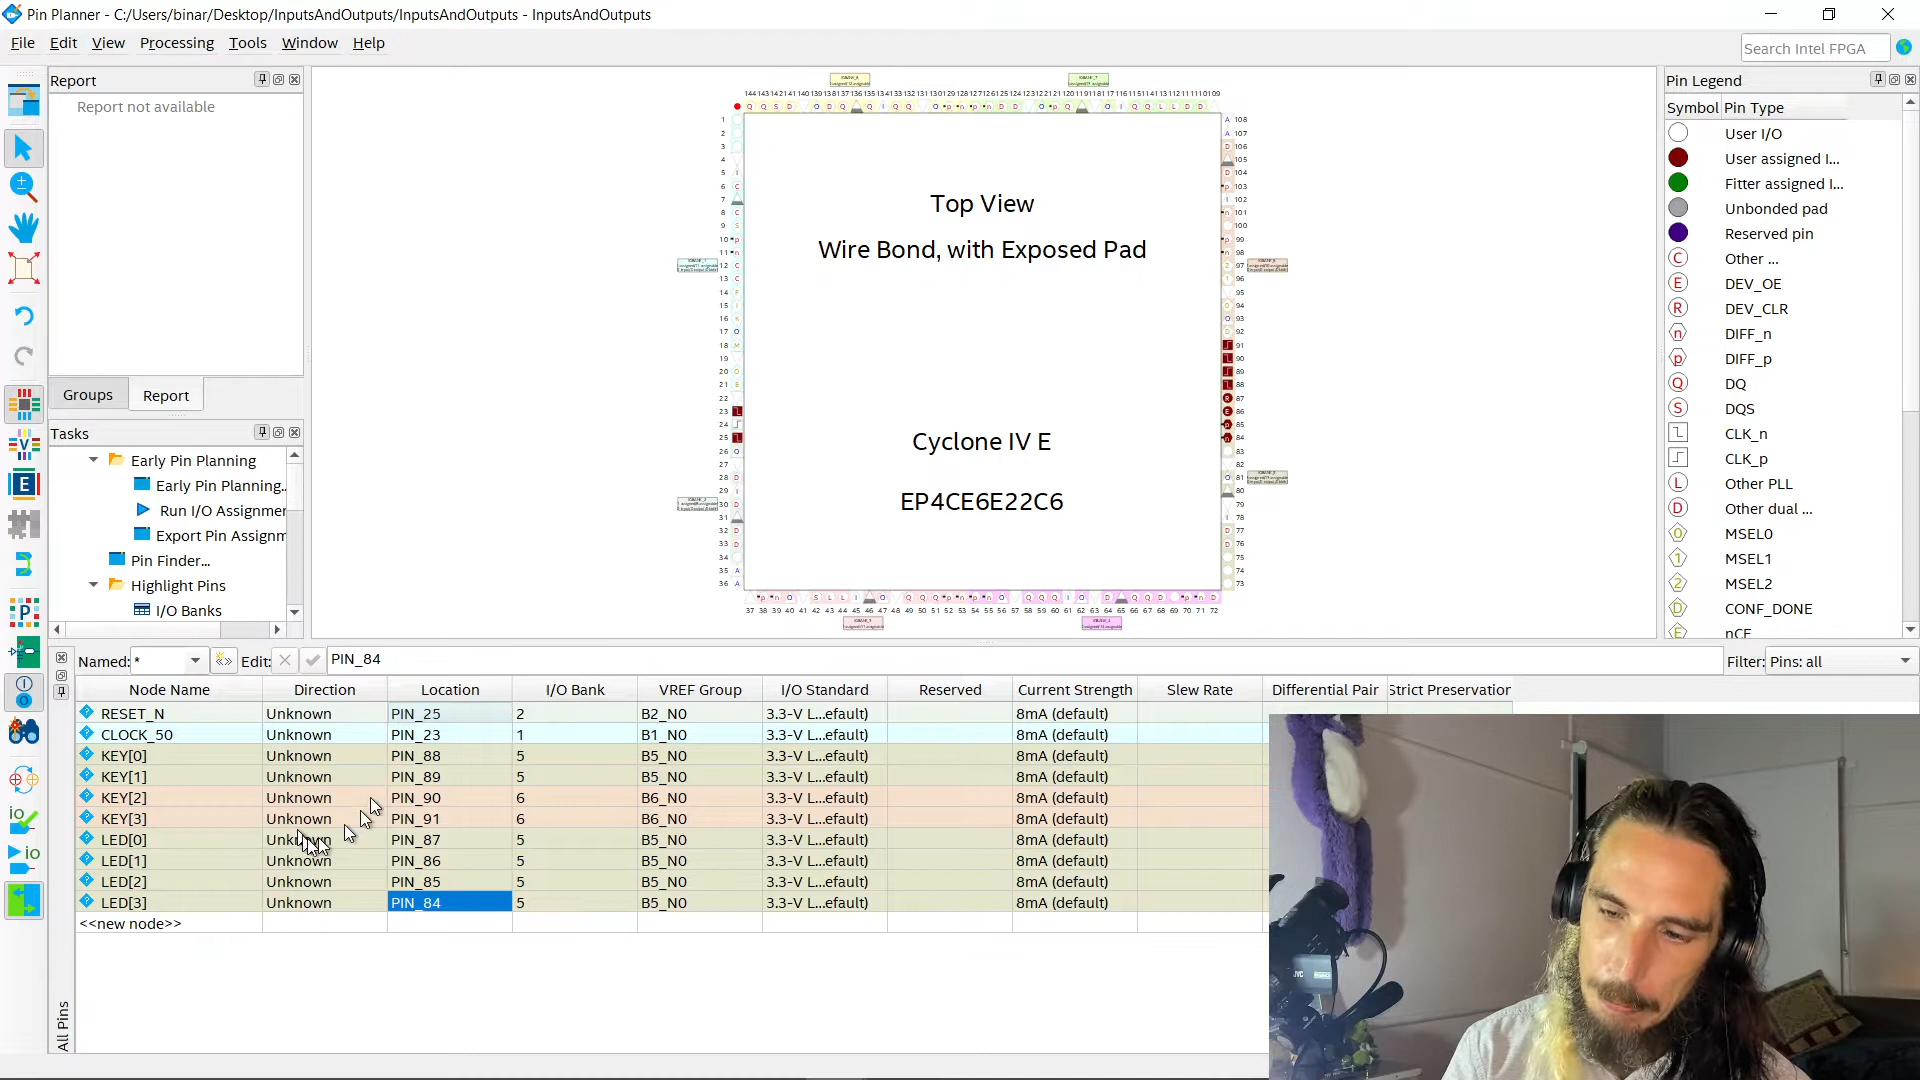 Pin Planner - C:/Users/binar/Desktop/InputsAndOutputs/InputsAndOutputs - InputsAndOutputs
File Edit View Processing Tools Window Help
Search Intel FPGA
Report
Report not available
Groups Report
Tasks
Early Pin Planning
Early Pin Planning..
Run I/O Assignmer
Export Pin Assignm
Pin Finder...
Highlight Pins
I/O Banks
Top View
Wire Bond, with Exposed Pad
Cyclone IV E
EP4CE6E22C6
Pin Legend
Symbol Pin Type
User I/O
User assigned I...
Fitter assigned I...
Unbonded pad
Reserved pin
C Other ...
E DEV_OE
R DEV_CLR
n DIFF_n
p DIFF_p
Q DQ
S DQS
CLK_n
CLK_p
L Other PLL
D Other dual ...
0 MSEL0
1 MSEL1
2 MSEL2
D CONF_DONE
E nCE
Named: * Edit: PIN_84 Filter: Pins: all
Node Name Direction Location I/O Bank VREF Group I/O Standard Reserved Current Strength Slew Rate Differential Pair Strict Preservation
RESET_N Unknown PIN_25 2 B2_N0 3.3-V L...efault) 8mA (default)
CLOCK_50 Unknown PIN_23 1 B1_N0 3.3-V L...efault) 8mA (default)
KEY[0] Unknown PIN_88 5 B5_N0 3.3-V L...efault) 8mA (default)
KEY[1] Unknown PIN_89 5 B5_N0 3.3-V L...efault) 8mA (default)
KEY[2] Unknown PIN_90 6 B6_N0 3.3-V L...efault) 8mA (default)
KEY[3] Unknown PIN_91 6 B6_N0 3.3-V L...efault) 8mA (default)
LED[0] Unknown PIN_87 5 B5_N0 3.3-V L...efault) 8mA (default)
LED[1] Unknown PIN_86 5 B5_N0 3.3-V L...efault) 8mA (default)
LED[2] Unknown PIN_85 5 B5_N0 3.3-V L...efault) 8mA (default)
LED[3] Unknown PIN_84 5 B5_N0 3.3-V L...efault) 8mA (default)
<<new node>>
All Pins
JVC